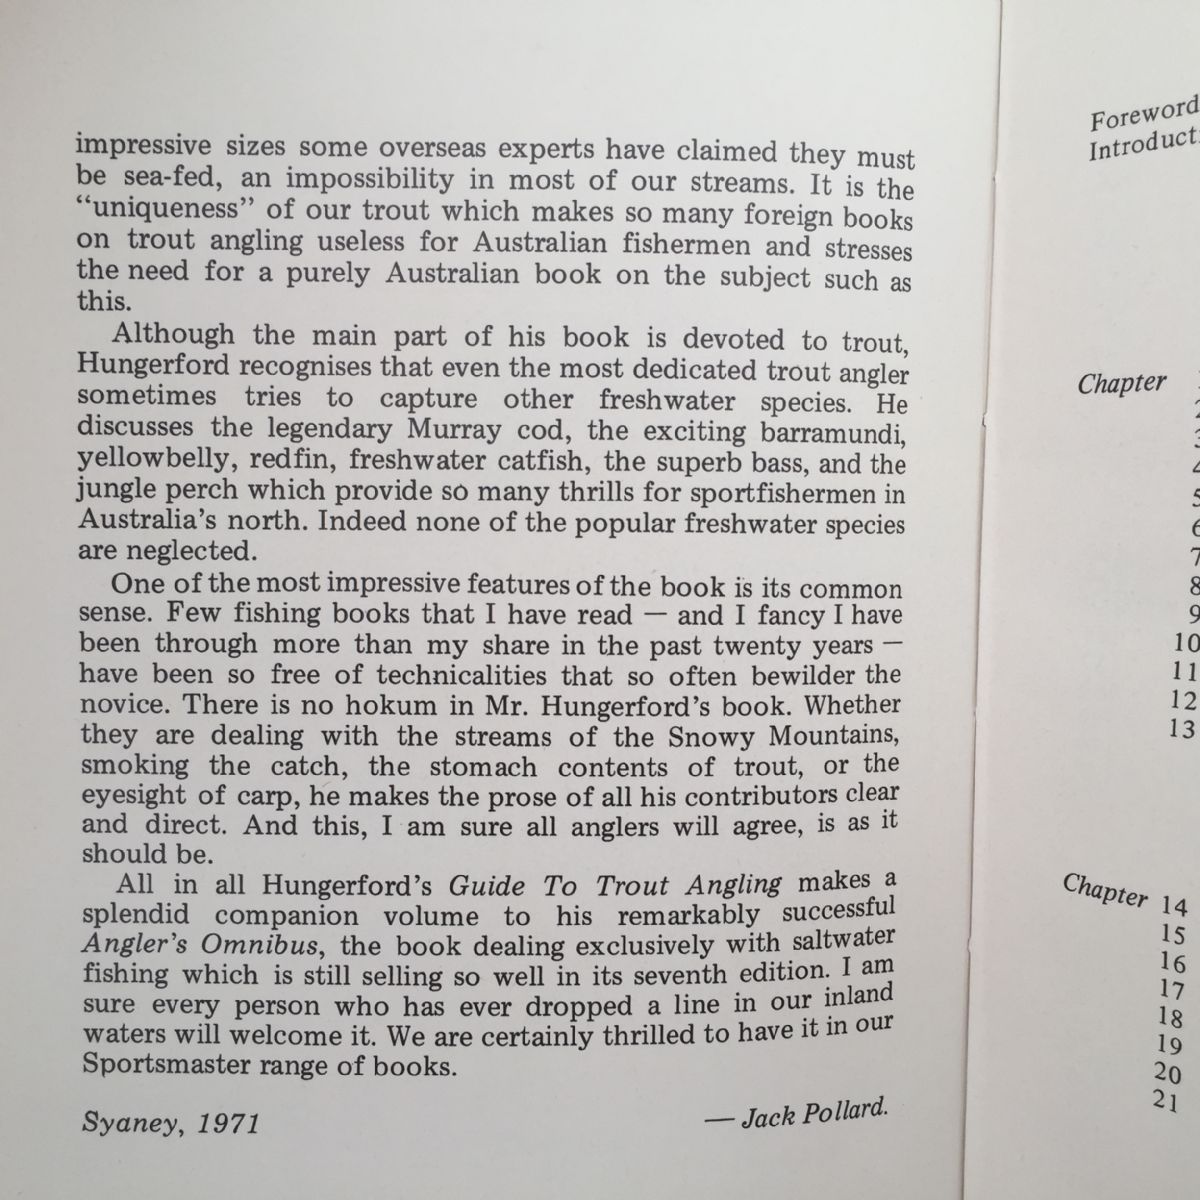 impressive sizes some overseas experts have claimed they must
be sea-fed, an impossibility in most of our streams. It is the
“uniqueness” of our trout which makes so many foreign books
on trout angling useless for Australian fishermen and stresses
the need for a purely Australian book on the subject such as
this.
Although the main part of his book is devoted to trout,
Hungerford recognises that even the most dedicated trout angler
sometimes tries to capture other freshwater species. He
discusses the legendary Murray cod, the exciting barramundi,
yellowbelly, redfin, freshwater catfish, the superb bass, and the
jungle perch which provide so many thrills for sportfishermen in
Australia's north. Indeed none of the popular freshwater species
are neglected.
One of the most impressive features of the book is its common
sense. Few fishing books that I have read — and I fancy I have
been through more than my share in the past twenty years —
have been so free of technicalities that so often bewilder the
novice. There is no hokum in Mr. Hungerford's book. Whether
they are dealing with the streams of the Snowy Mountains,
smoking the catch, the stomach contents of trout, or the
eyesight of carp, he makes the prose of all his contributors clear
and direct. And this, I am sure all anglers will agree, is as it
should be.
All in all Hungerford's Guide To Trout Angling makes a
splendid companion volume to his remarkably successful
Angler's Omnibus, the book dealing exclusively with saltwater
fishing which is still selling so well in its seventh edition. I am
sure every person who has ever dropped a line in our inland
waters will welcome it. We are certainly thrilled to have it in our
Sportsmaster range of books.
Syaney, 1971 — Jack Pollard.
Foreword
Introduct
Chapter
3
4
5
6
7
8
9
10
11
12
13
Chapter 14
15
16
17
18
19
20
21